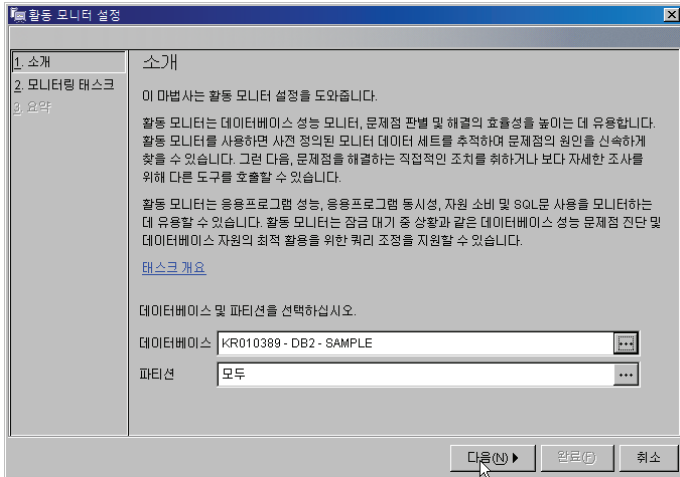 활동 모니터 설정
1. 소개
2. 모니터링 태스크
3. 요약
소개
이 마법사는 활동 모니터 설정을 도와줍니다.
활동 모니터는 데이터베이스 성능 모니터, 문제점 판별 및 해결의 효율성을 높이는 데 유용합니다.
활동 모니터를 사용하면 사전 정의된 모니터 데이터 세트를 추적하여 문제점의 원인을 신속하게
찾을 수 있습니다. 그런 다음, 문제점을 해결하는 직접적인 조치를 취하거나 보다 자세한 조사를
위해 다른 도구를 호출할 수 있습니다.
활동 모니터는 응용프로그램 성능, 응용프로그램 동시성, 자원 소비 및 SQL문 사용을 모니터하는
데 유용할 수 있습니다. 활동 모니터는 잠금 대기 중 상황과 같은 데이터베이스 성능 문제점 진단 및
데이터베이스 자원의 최적 활용을 위한 쿼리 조정을 지원할 수 있습니다.
태스크 개요
데이터베이스 및 파티션을 선택하십시오.
데이터베이스 KR010389 - DB2 - SAMPLE ...
파티션 모두 ...
다음(N) 완료(F) 취소